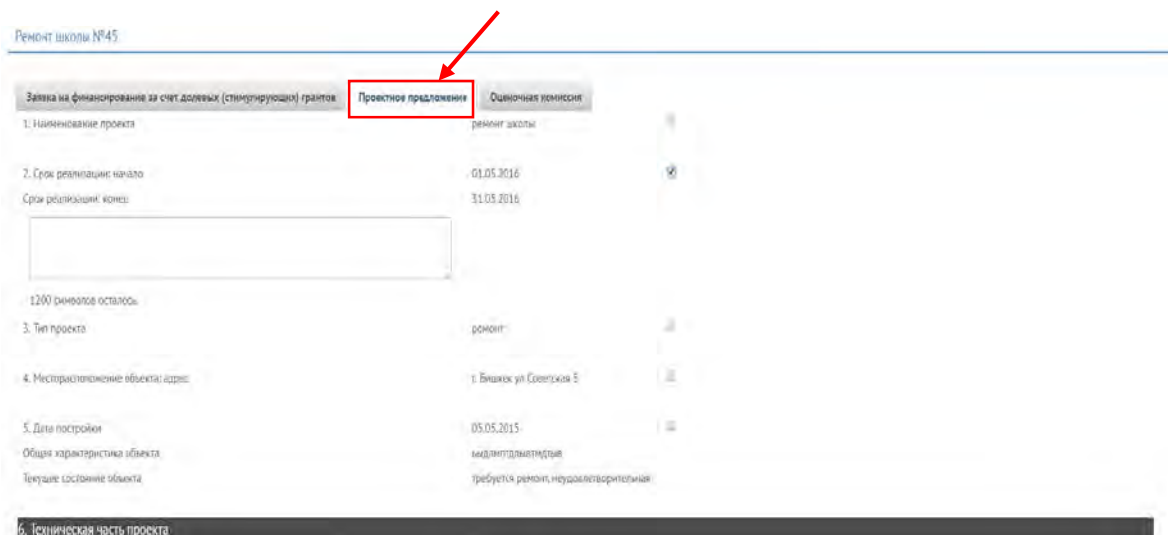 Ремонт школы №45
Заявка на финансирование за счет долевых (стимулирующих) грантов Проектное предложение Оценочная комиссия
1. Наименование проекта ремонт школы
2. Срок реализации: начало 01.05.2016
Срок реализации: конец 31.05.2016
1200 символов осталось
3. Тип проекта ремонт
4. Месторасположение объекта: адрес г. Бишкек ул Советская 5
5. Дата постройки 05.05.2015
Общая характеристика объекта
Текущее состояние объекта требуется ремонт, неудовлетворительная
6. Техническая часть проекта